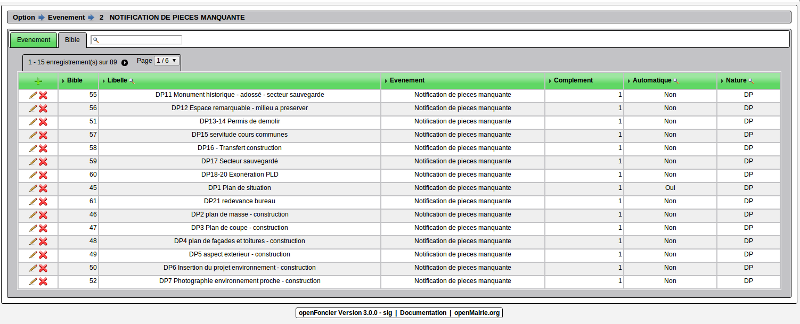 Option Evenement 2 NOTIFICATION DE PIECES MANQUANTE
Evenement Bible
1 - 15 enregistrement(s) sur 89 Page 1 / 6
Bible Libelle Evenement Complement Automatique Nature
55 DP11 Monument historique - adossé - secteur sauvegarde Notification de pieces manquante 1 Non DP
56 DP12 Espace remarquable - milieu a preserver Notification de pieces manquante 1 Non DP
51 DP13-14 Permis de demolir Notification de pieces manquante 1 Non DP
57 DP15 servitude cours communes Notification de pieces manquante 1 Non DP
58 DP16 - Transfert construction Notification de pieces manquante 1 Non DP
59 DP17 Secteur sauvegardé Notification de pieces manquante 1 Non DP
60 DP18-20 Exonération PLD Notification de pieces manquante 1 Non DP
45 DP1 Plan de situation Notification de pieces manquante 1 Oui DP
61 DP21 redevance bureau Notification de pieces manquante 1 Non DP
46 DP2 plan de masse - construction Notification de pieces manquante 1 Non DP
47 DP3 Plan de coupe - construction Notification de pieces manquante 1 Non DP
48 DP4 plan de façades et toitures - construction Notification de pieces manquante 1 Non DP
49 DP5 aspect exterieur - construction Notification de pieces manquante 1 Non DP
50 DP6 Insertion du projet environnement - construction Notification de pieces manquante 1 Non DP
52 DP7 Photographie environnement proche - construction Notification de pieces manquante 1 Non DP
openFoncier Version 3.0.0 - sig | Documentation | openMairie.org